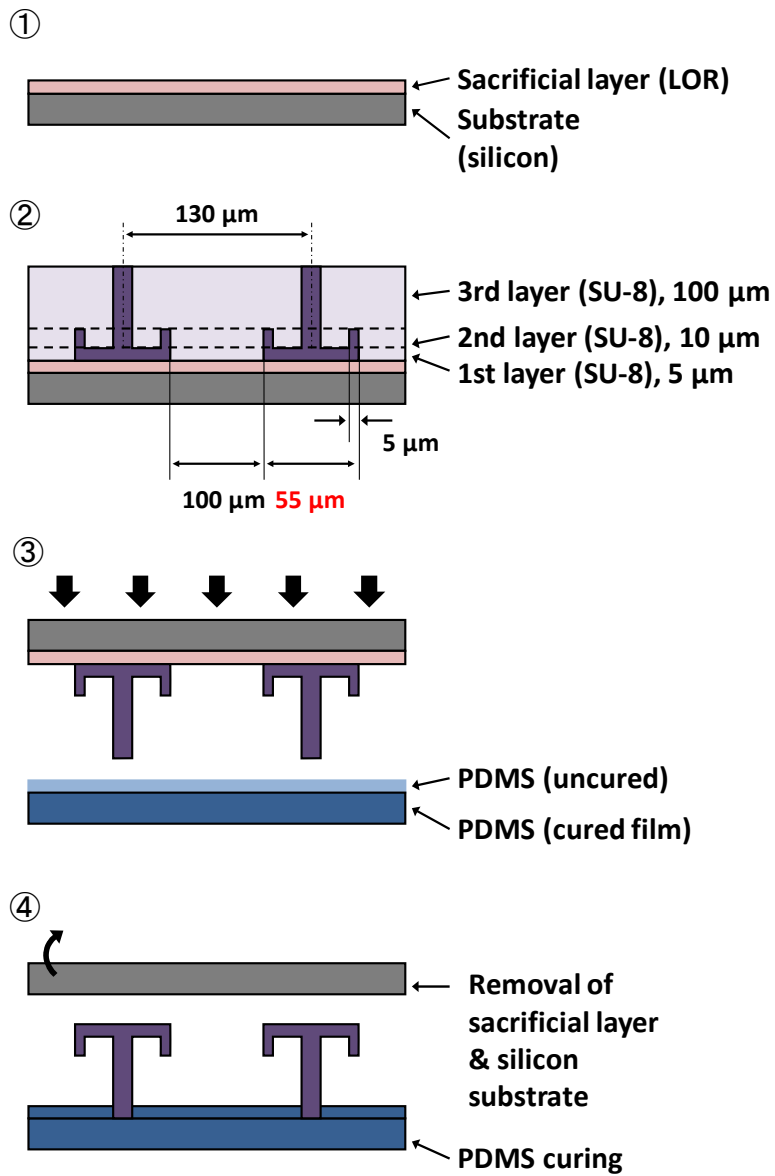 ①
Sacrificial layer (LOR)
Substrate
(silicon)
②
130 µm
3rd layer (SU-8), 100 µm
2nd layer (SU-8), 10 µm
1st layer (SU-8), 5 µm
5 µm
100 µm 55 µm
③
PDMS (uncured)
PDMS (cured film)
④
Removal of
sacrificial layer
& silicon
substrate
PDMS curing